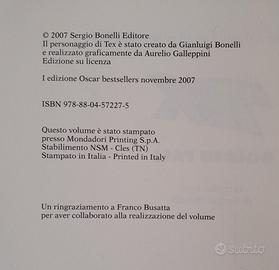 © 2007 Sergio Bonelli Editore
Il personaggio di Tex è stato creato da Gianluigi Bonelli
e realizzato graficamente da Aurelio Galleppini
Edizione su licenza
I edizione Oscar bestsellers novembre 2007
ISBN 978-88-04-57227-5
Questo volume è stato stampato
presso Mondadori Printing S.p.A.
Stabilimento NSM - Cles (TN)
Stampato in Italia - Printed in Italy
Un ringraziamento a Franco Busatta
per aver collaborato alla realizzazione del volume
subito